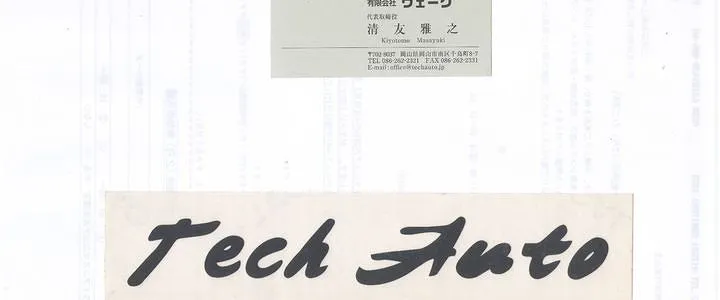 有限会社 ウェーブ
代表取締役
清友雅之
Kiyotomo Masayuki
〒702-8037 岡山県岡山市南区千鳥町8-7
TEL 086-262-2321 FAX 086-262-2331
E-mail:office@techauto.jp
Tech Auto